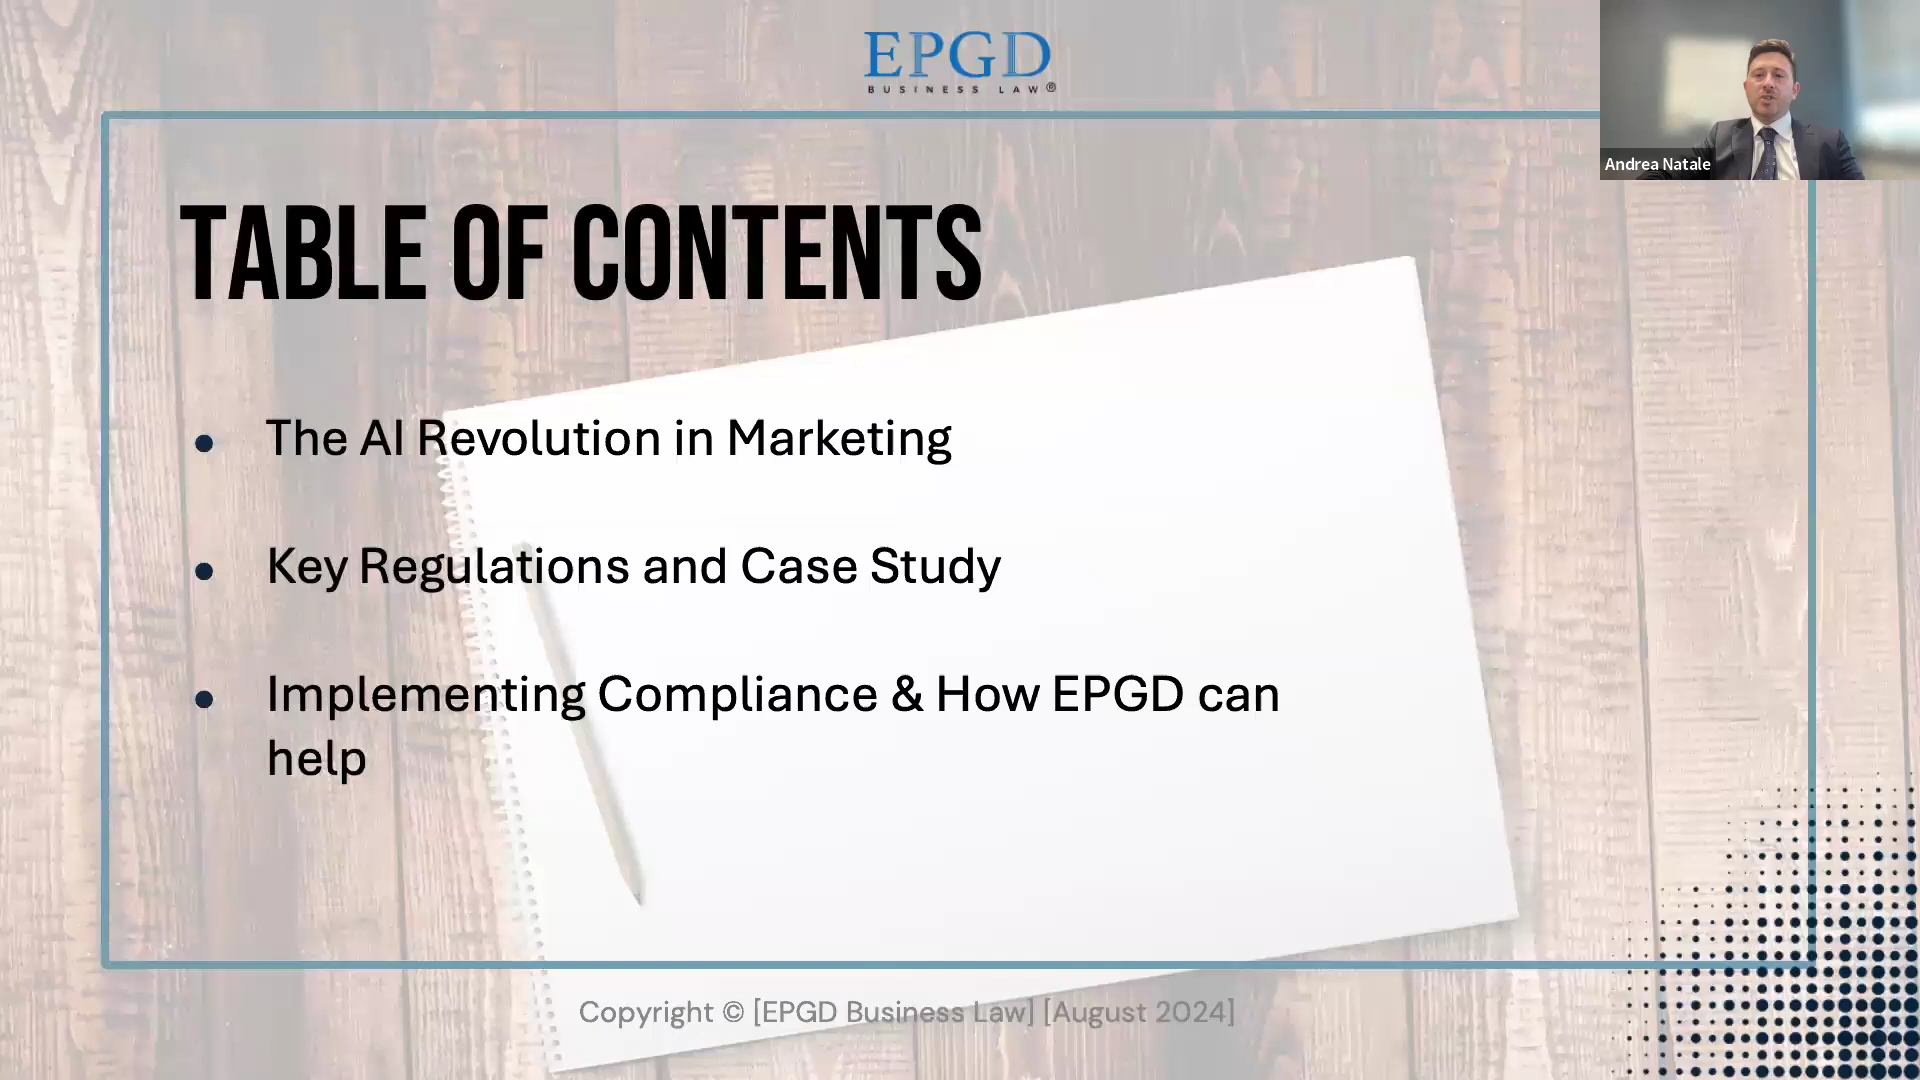 EPGD
BUSINESS LAW®
Andrea Natale
TABLE OF CONTENTS
• The AI Revolution in Marketing
• Key Regulations and Case Study
• Implementing Compliance & How EPGD can
help
Copyright © [EPGD Business Law] [August 2024]